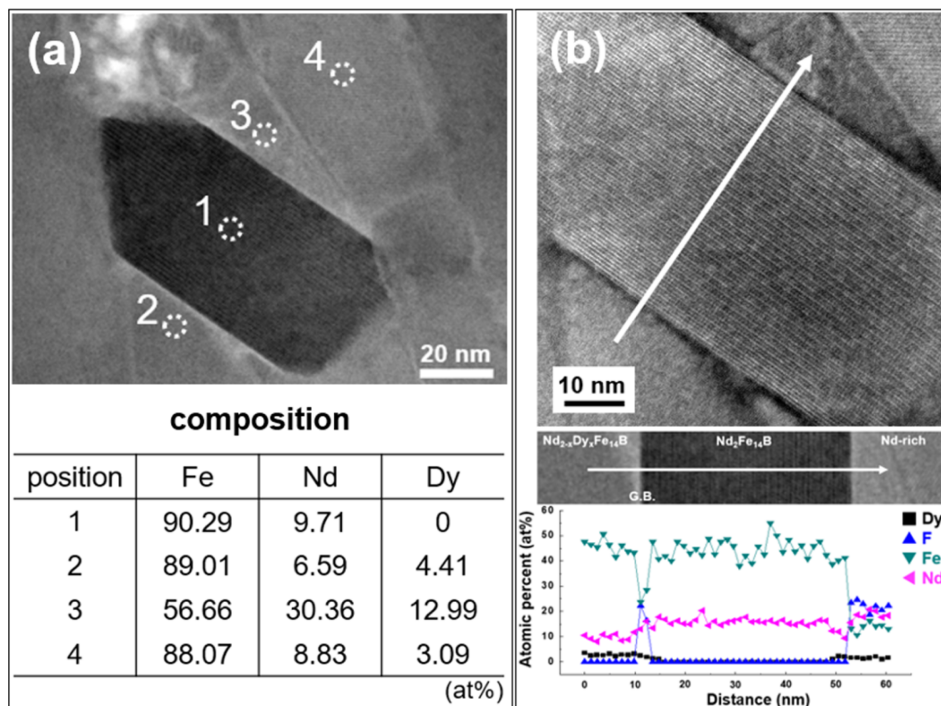 (a)
4
3
1
2
20 nm
composition
position Fe Nd Dy
1 90.29 9.71 0
2 89.01 6.59 4.41
3 56.66 30.36 12.99
4 88.07 8.83 3.09
(at%)
(b)
10 nm
Nd₂₋ₓDyₓFe₁₄B Nd₂Fe₁₄B Nd-rich
G.B.
Atomic percent (at%)
60
50
40
30
20
10
0
0 10 20 30 40 50 60
Distance (nm)
Dy
F
Fe
Nd